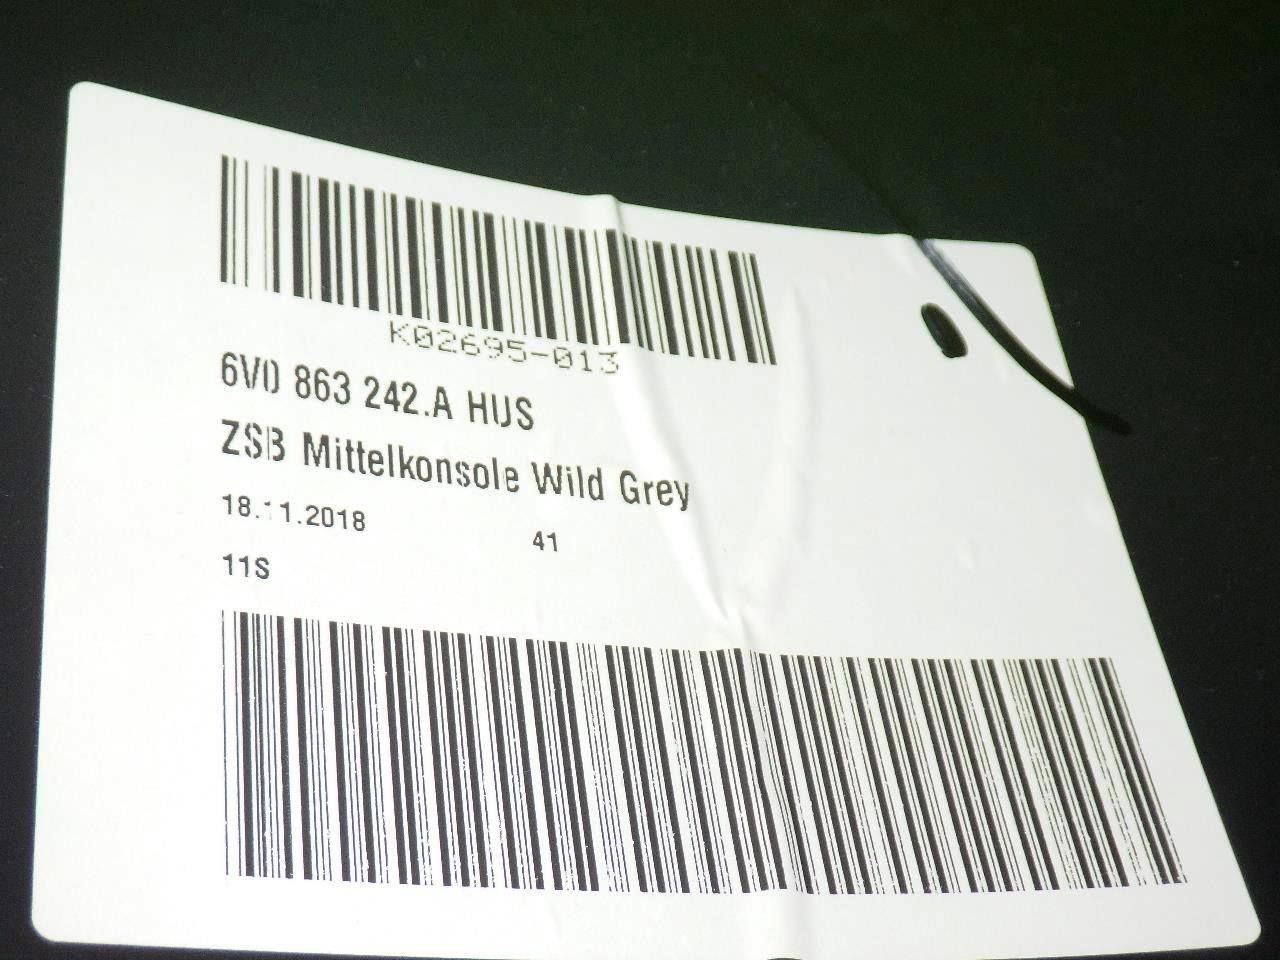 K02695-013
6V0 863 242.A HUS
ZSB Mittelkonsole Wild Grey
18.11.2018 41
11S